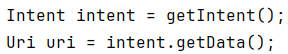 Intent intent = getIntent();
Uri uri = intent.getData();